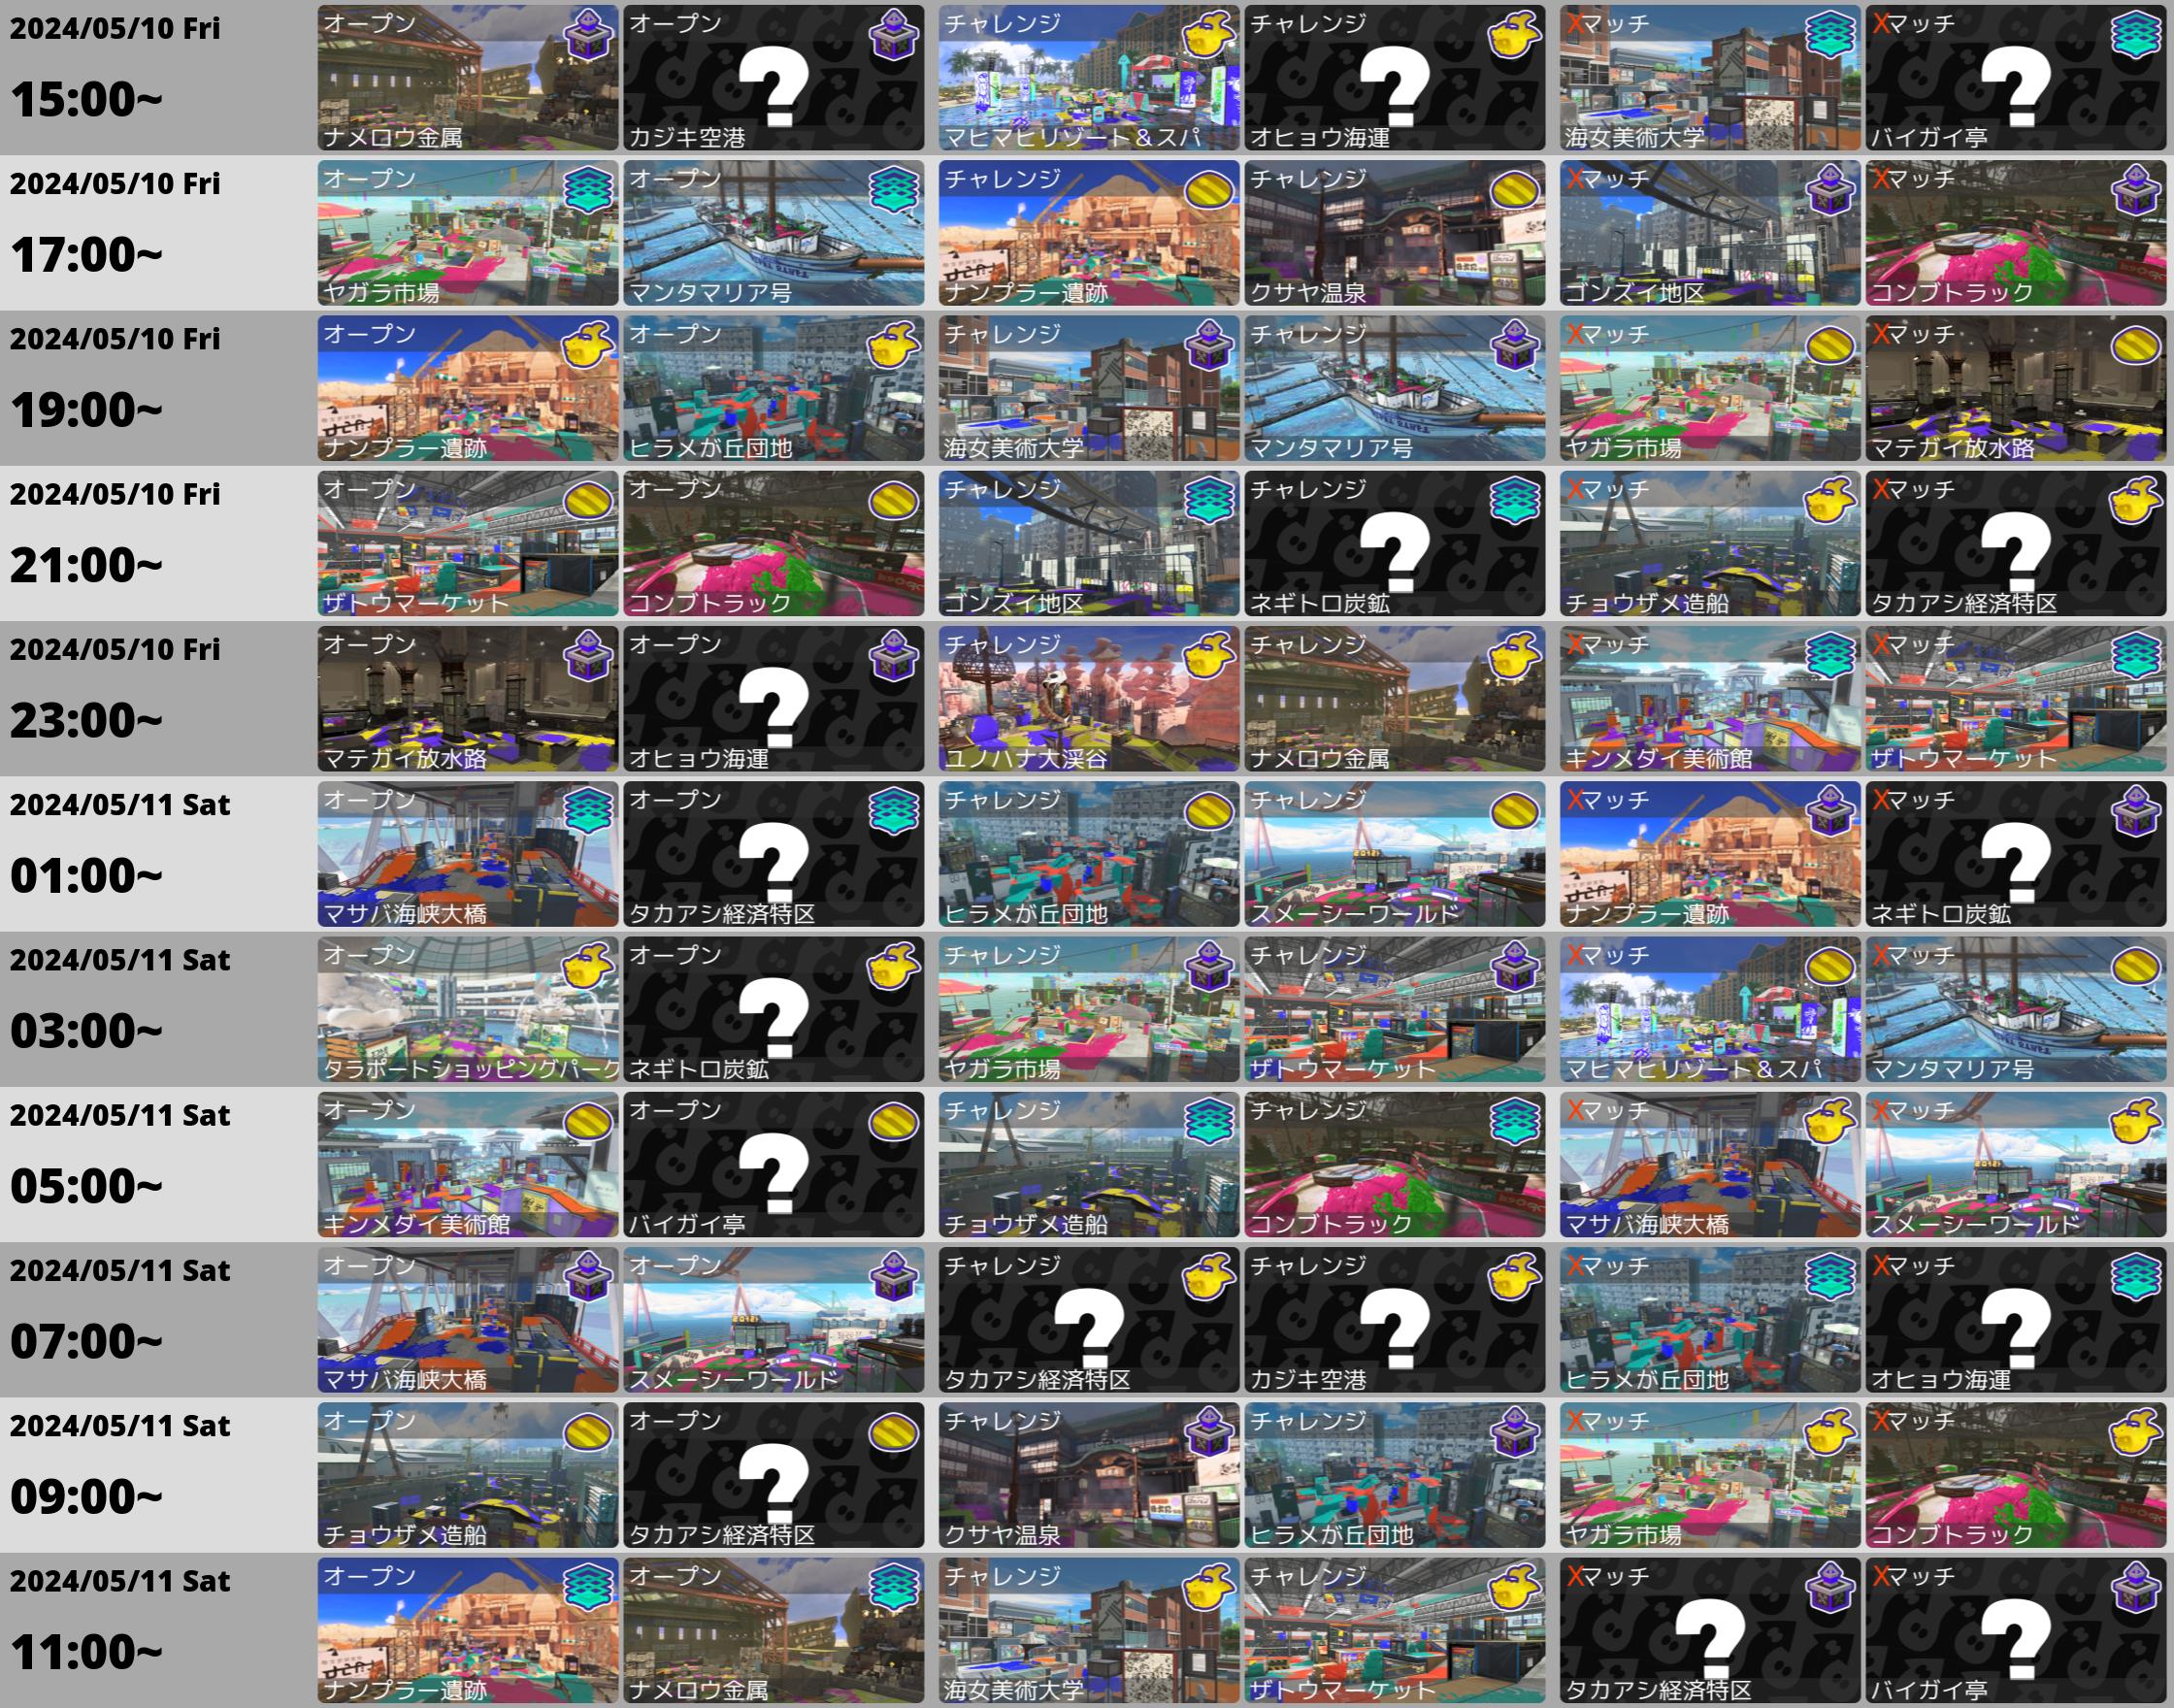 2024/05/10 Fri
15:00~
オープン
ナメロウ金属
オープン
カジキ空港
チャレンジ
マヒマヒリゾート＆スパ
チャレンジ
オヒョウ海運
Xマッチ
海女美術大学
Xマッチ
バイガイ亭
2024/05/10 Fri
17:00~
オープン
ヤガラ市場
オープン
マンタマリア号
チャレンジ
ナンプラー遺跡
チャレンジ
クサヤ温泉
Xマッチ
ゴンズイ地区
Xマッチ
コンブトラック
2024/05/10 Fri
19:00~
オープン
ナンプラー遺跡
オープン
ヒラメが丘団地
チャレンジ
海女美術大学
チャレンジ
マンタマリア号
Xマッチ
ヤガラ市場
Xマッチ
マテガイ放水路
2024/05/10 Fri
21:00~
オープン
ザトウマーケット
オープン
コンブトラック
チャレンジ
ゴンズイ地区
チャレンジ
ネギトロ炭鉱
Xマッチ
チョウザメ造船
Xマッチ
タカアシ経済特区
2024/05/10 Fri
23:00~
オープン
マテガイ放水路
オープン
オヒョウ海運
チャレンジ
ユノハナ大渓谷
チャレンジ
ナメロウ金属
Xマッチ
キンメダイ美術館
Xマッチ
ザトウマーケット
2024/05/11 Sat
01:00~
オープン
マサバ海峡大橋
オープン
タカアシ経済特区
チャレンジ
ヒラメが丘団地
チャレンジ
スメーシーワールド
Xマッチ
ナンプラー遺跡
Xマッチ
ネギトロ炭鉱
2024/05/11 Sat
03:00~
オープン
タラポートショッピングパーク
オープン
ネギトロ炭鉱
チャレンジ
ヤガラ市場
チャレンジ
ザトウマーケット
Xマッチ
マヒマヒリゾート＆スパ
Xマッチ
マンタマリア号
2024/05/11 Sat
05:00~
オープン
キンメダイ美術館
オープン
バイガイ亭
チャレンジ
チョウザメ造船
チャレンジ
コンブトラック
Xマッチ
マサバ海峡大橋
Xマッチ
スメーシーワールド
2024/05/11 Sat
07:00~
オープン
マサバ海峡大橋
オープン
スメーシーワールド
チャレンジ
タカアシ経済特区
チャレンジ
カジキ空港
Xマッチ
ヒラメが丘団地
Xマッチ
オヒョウ海運
2024/05/11 Sat
09:00~
オープン
チョウザメ造船
オープン
タカアシ経済特区
チャレンジ
クサヤ温泉
チャレンジ
ヒラメが丘団地
Xマッチ
ヤガラ市場
Xマッチ
コンブトラック
2024/05/11 Sat
11:00~
オープン
ナンプラー遺跡
オープン
ナメロウ金属
チャレンジ
海女美術大学
チャレンジ
ザトウマーケット
Xマッチ
タカアシ経済特区
Xマッチ
バイガイ亭